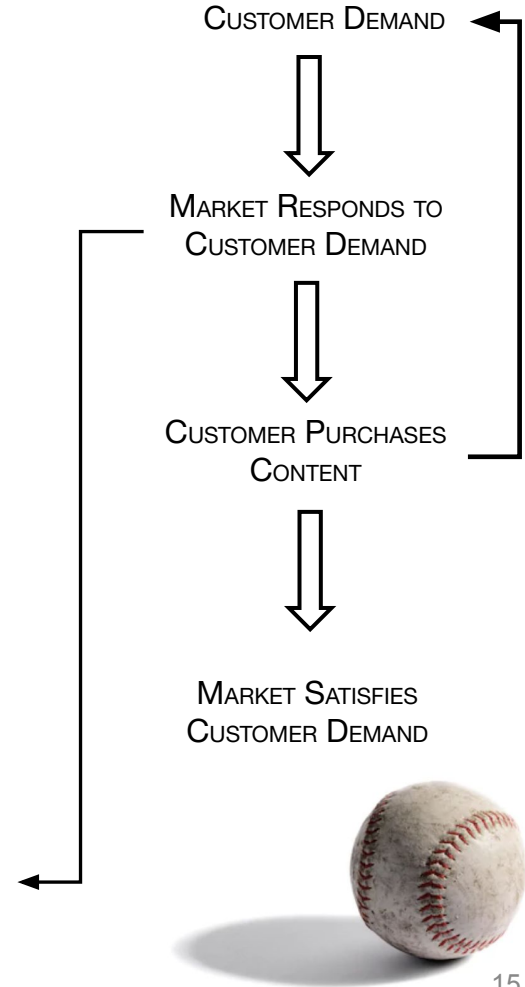 Customer Demand
Market Responds to
Customer Demand
Customer Purchases
Content
Market Satisfies
Customer Demand
15